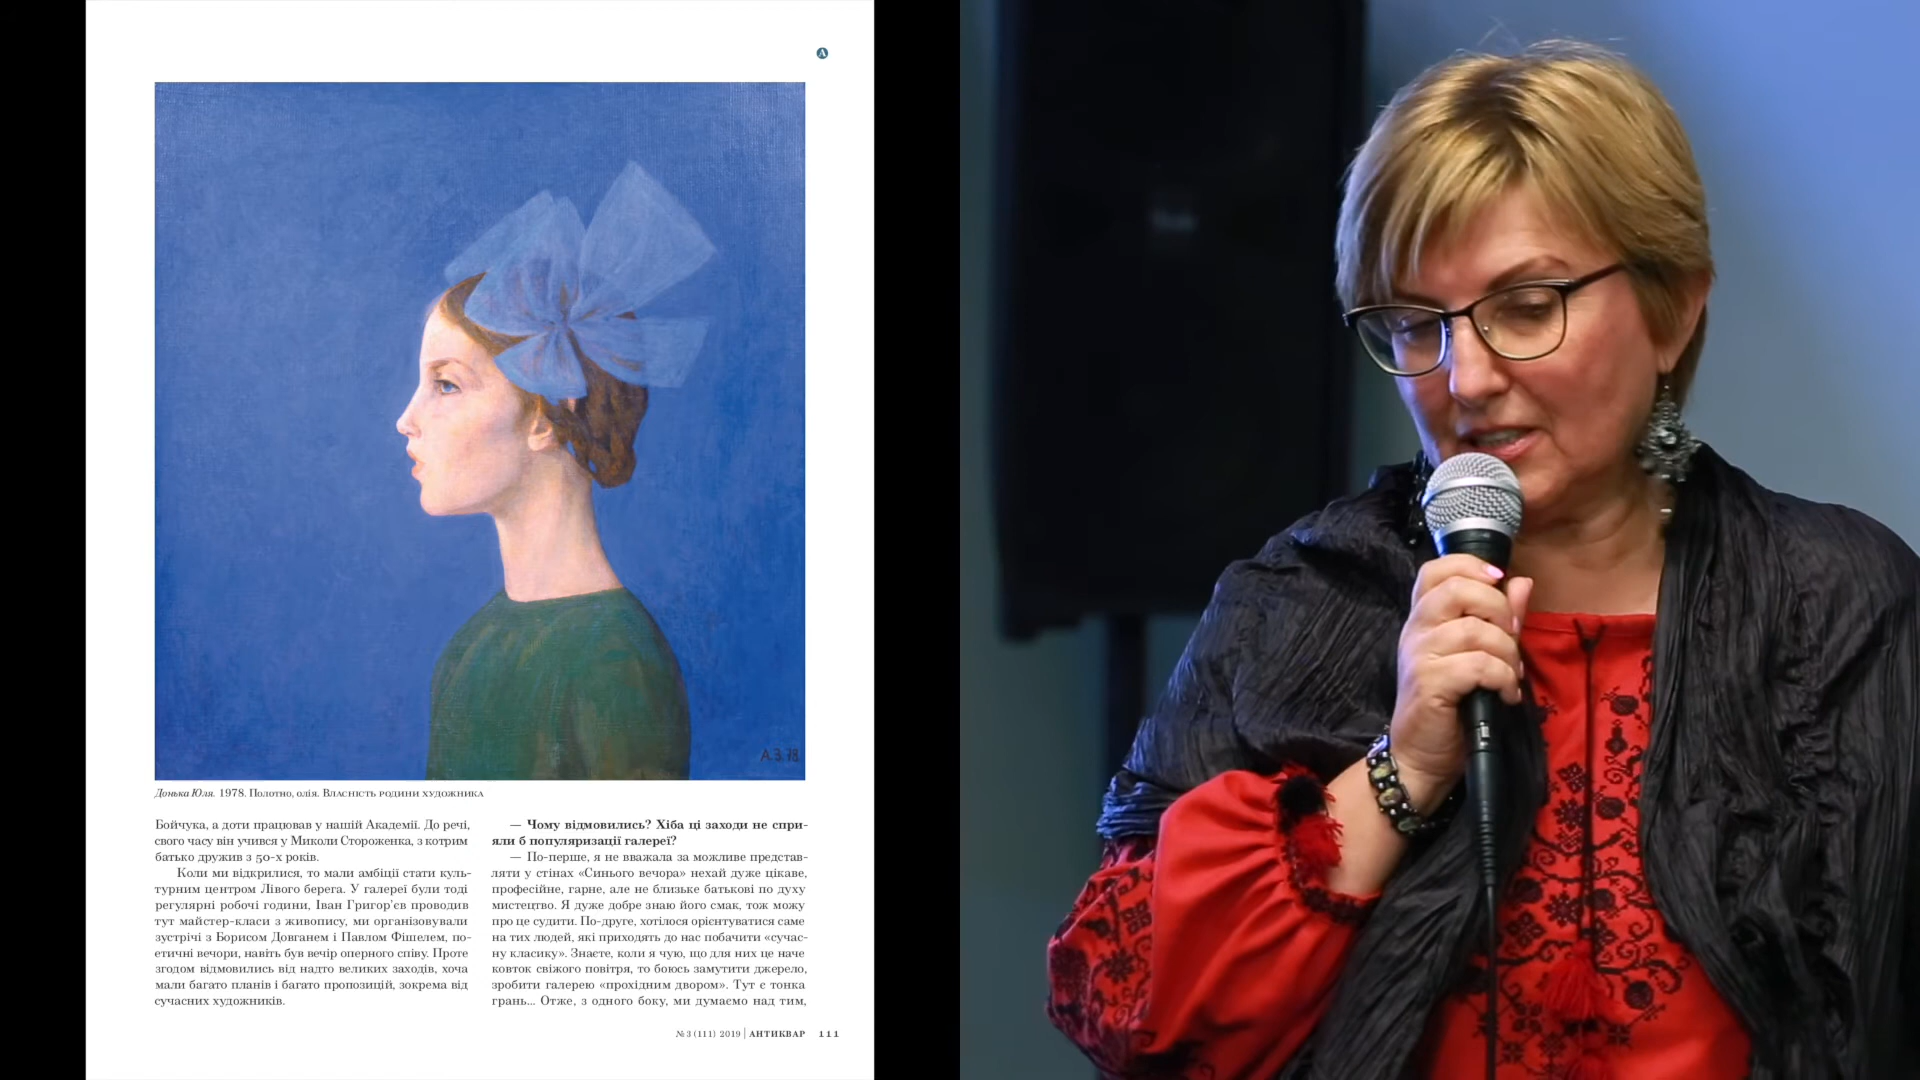 А
А З 78
Донька Юля. 1978. Полотно, олія. Власність родини художника
Бойчука, а доти працював у нашій Академії. До речі,
свого часу він учився у Миколи Стороженка, з котрим
батько дружив з 50-х років.
Коли ми відкрилися, то мали амбіції стати куль-
турним центром Лівого берега. У галереї були тоді
регулярні робочі години, Іван Григор'єв проводив
тут майстер-класи з живопису, ми організовували
зустрічі з Борисом Довганем і Павлом Фішелем, по-
етичні вечори, навіть був вечір оперного співу. Проте
згодом відмовились від надто великих заходів, хоча
мали багато планів і багато пропозицій, зокрема від
сучасних художників.
— Чому відмовились? Хіба ці заходи не спри-
яли б популяризації галереї?
— По-перше, я не вважала за можливе представ-
ляти у стінах «Синього вечора» нехай дуже цікаве,
професійне, гарне, але не близьке батькові по духу
мистецтво. Я дуже добре знаю його смак, тож можу
про це судити. По-друге, хотілося орієнтуватися саме
на тих людей, які приходять до нас побачити «сучас-
ну класику». Знаєте, коли я чую, що для них це наче
ковток свіжого повітря, то боюсь замутити джерело,
зробити галерею «прохідним двором». Тут є тонка
грань... Отже, з одного боку, ми думаємо над тим,
№ 3 (111) 2019 | АНТИКВАР 111